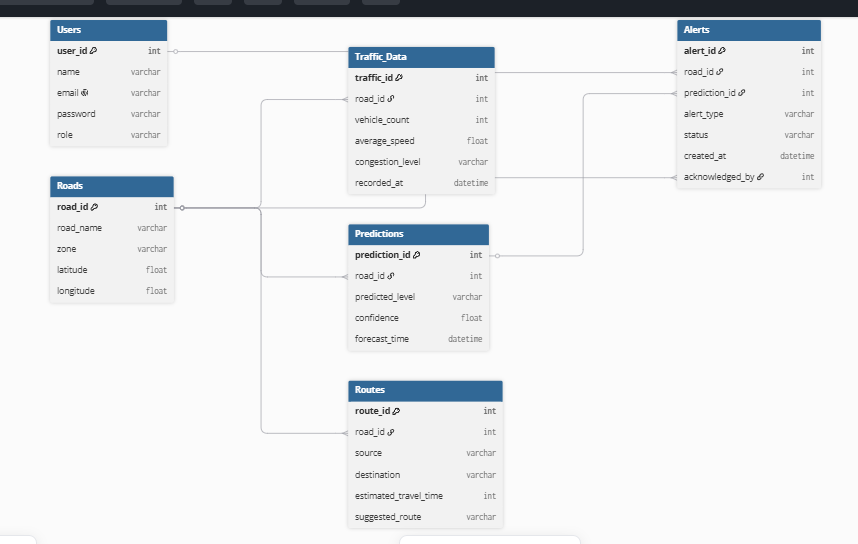 Users
user_id int
name varchar
email varchar
password varchar
role varchar
Roads
road_id int
road_name varchar
zone varchar
latitude float
longitude float
Traffic_Data
traffic_id int
road_id int
vehicle_count int
average_speed float
congestion_level varchar
recorded_at datetime
Predictions
prediction_id int
road_id int
predicted_level varchar
confidence float
forecast_time datetime
Routes
route_id int
road_id int
source varchar
destination varchar
estimated_travel_time int
suggested_route varchar
Alerts
alert_id int
road_id int
prediction_id int
alert_type varchar
status varchar
created_at datetime
acknowledged_by int